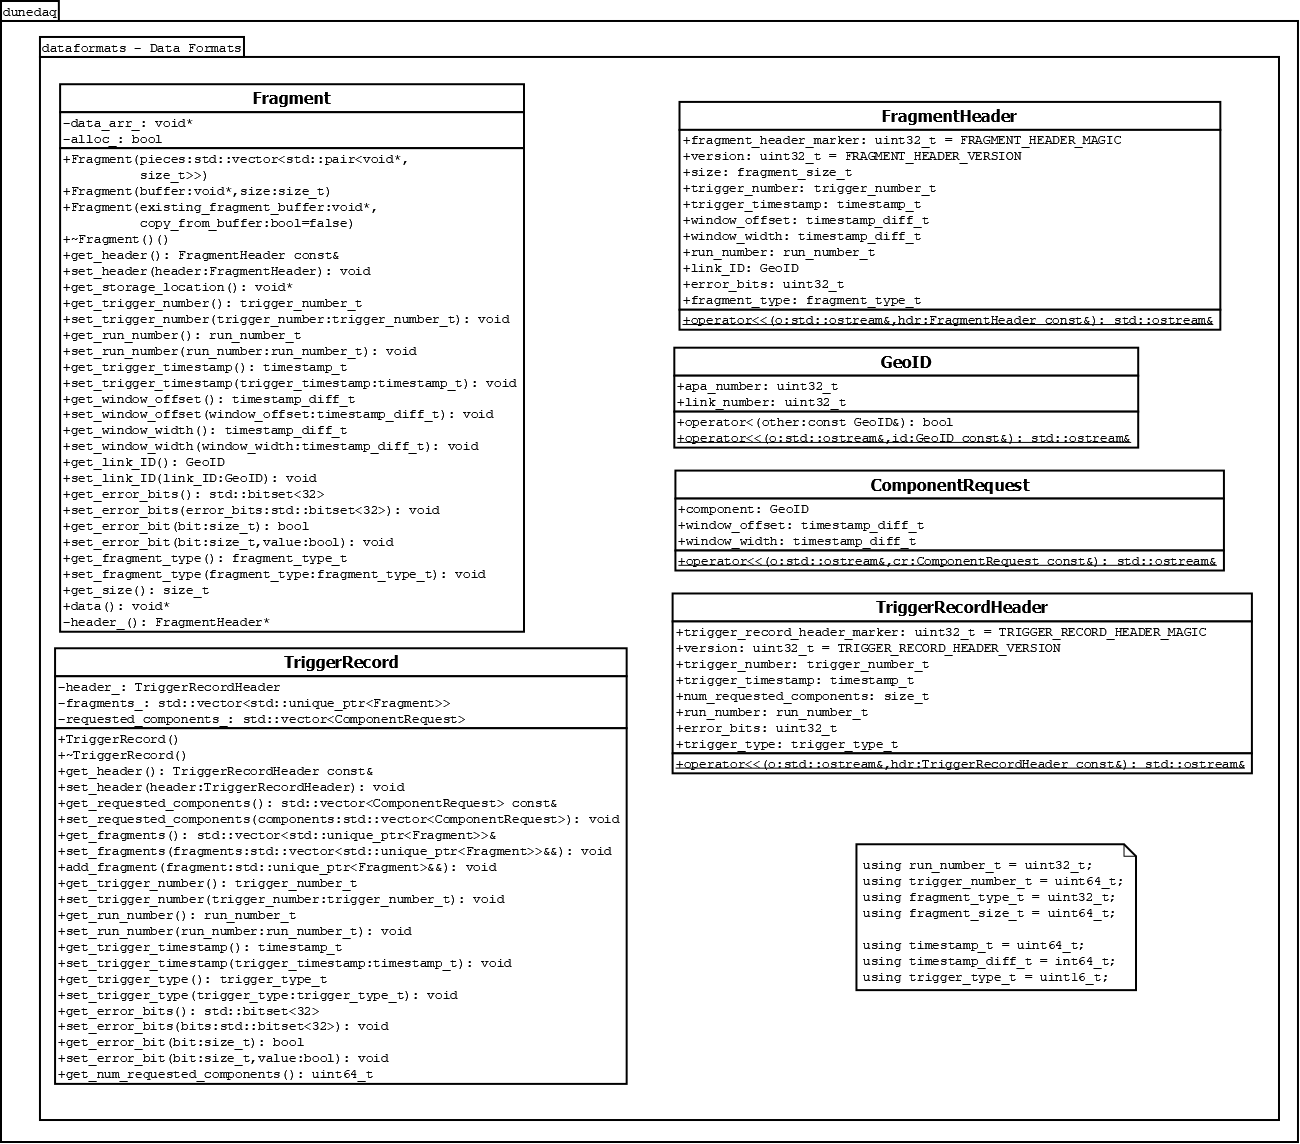 dunedaq
dataformats - Data Formats
Fragment
-data_arr_: void*
-alloc_: bool
+Fragment(pieces:std::vector<std::pair<void*,
size_t>>)
+Fragment(buffer:void*,size:size_t)
+Fragment(existing_fragment_buffer:void*,
copy_from_buffer:bool=false)
+~Fragment()()
+get_header(): FragmentHeader const&
+set_header(header:FragmentHeader): void
+get_storage_location(): void*
+get_trigger_number(): trigger_number_t
+set_trigger_number(trigger_number:trigger_number_t): void
+get_run_number(): run_number_t
+set_run_number(run_number:run_number_t): void
+get_trigger_timestamp(): timestamp_t
+set_trigger_timestamp(trigger_timestamp:timestamp_t): void
+get_window_offset(): timestamp_diff_t
+set_window_offset(window_offset:timestamp_diff_t): void
+get_window_width(): timestamp_diff_t
+set_window_width(window_width:timestamp_diff_t): void
+get_link_ID(): GeoID
+set_link_ID(link_ID:GeoID): void
+get_error_bits(): std::bitset<32>
+set_error_bits(error_bits:std::bitset<32>): void
+get_error_bit(bit:size_t): bool
+set_error_bit(bit:size_t,value:bool): void
+get_fragment_type(): fragment_type_t
+set_fragment_type(fragment_type:fragment_type_t): void
+get_size(): size_t
+data(): void*
-header_(): FragmentHeader*
TriggerRecord
-header_: TriggerRecordHeader
-fragments_: std::vector<std::unique_ptr<Fragment>>
-requested_components_: std::vector<ComponentRequest>
+TriggerRecord()
+~TriggerRecord()
+get_header(): TriggerRecordHeader const&
+set_header(header:TriggerRecordHeader): void
+get_requested_components(): std::vector<ComponentRequest> const&
+set_requested_components(components:std::vector<ComponentRequest>): void
+get_fragments(): std::vector<std::unique_ptr<Fragment>>&
+set_fragments(fragments:std::vector<std::unique_ptr<Fragment>>&&): void
+add_fragment(fragment:std::unique_ptr<Fragment>&&): void
+get_trigger_number(): trigger_number_t
+set_trigger_number(trigger_number:trigger_number_t): void
+get_run_number(): run_number_t
+set_run_number(run_number:run_number_t): void
+get_trigger_timestamp(): timestamp_t
+set_trigger_timestamp(trigger_timestamp:timestamp_t): void
+get_trigger_type(): trigger_type_t
+set_trigger_type(trigger_type:trigger_type_t): void
+get_error_bits(): std::bitset<32>
+set_error_bits(bits:std::bitset<32>): void
+get_error_bit(bit:size_t): bool
+set_error_bit(bit:size_t,value:bool): void
+get_num_requested_components(): uint64_t
FragmentHeader
+fragment_header_marker: uint32_t = FRAGMENT_HEADER_MAGIC
+version: uint32_t = FRAGMENT_HEADER_VERSION
+size: fragment_size_t
+trigger_number: trigger_number_t
+trigger_timestamp: timestamp_t
+window_offset: timestamp_diff_t
+window_width: timestamp_diff_t
+run_number: run_number_t
+link_ID: GeoID
+error_bits: uint32_t
+fragment_type: fragment_type_t
+operator<<(o:std::ostream&,hdr:FragmentHeader const&): std::ostream&
GeoID
+apa_number: uint32_t
+link_number: uint32_t
+operator<(other:const GeoID&): bool
+operator<<(o:std::ostream&,id:GeoID const&): std::ostream&
ComponentRequest
+component: GeoID
+window_offset: timestamp_diff_t
+window_width: timestamp_diff_t
+operator<<(o:std::ostream&,cr:ComponentRequest const&): std::ostream&
TriggerRecordHeader
+trigger_record_header_marker: uint32_t = TRIGGER_RECORD_HEADER_MAGIC
+version: uint32_t = TRIGGER_RECORD_HEADER_VERSION
+trigger_number: trigger_number_t
+trigger_timestamp: timestamp_t
+num_requested_components: size_t
+run_number: run_number_t
+error_bits: uint32_t
+trigger_type: trigger_type_t
+operator<<(o:std::ostream&,hdr:TriggerRecordHeader const&): std::ostream&
using run_number_t = uint32_t;
using trigger_number_t = uint64_t;
using fragment_type_t = uint32_t;
using fragment_size_t = uint64_t;
using timestamp_t = uint64_t;
using timestamp_diff_t = int64_t;
using trigger_type_t = uint16_t;